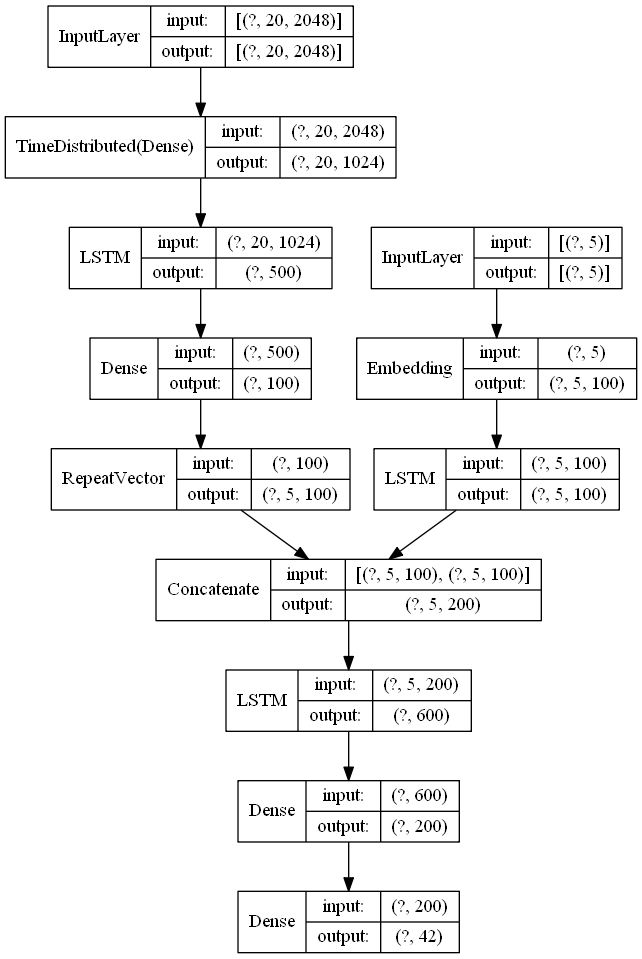 InputLayer
input: [(?, 20, 2048)]
output: [(?, 20, 2048)]
TimeDistributed(Dense)
input: (?, 20, 2048)
output: (?, 20, 1024)
LSTM
input: (?, 20, 1024)
output: (?, 500)
InputLayer
input: [(?, 5)]
output: [(?, 5)]
Dense
input: (?, 500)
output: (?, 100)
Embedding
input: (?, 5)
output: (?, 5, 100)
RepeatVector
input: (?, 100)
output: (?, 5, 100)
LSTM
input: (?, 5, 100)
output: (?, 5, 100)
Concatenate
input: [(?, 5, 100), (?, 5, 100)]
output: (?, 5, 200)
LSTM
input: (?, 5, 200)
output: (?, 600)
Dense
input: (?, 600)
output: (?, 200)
Dense
input: (?, 200)
output: (?, 42)